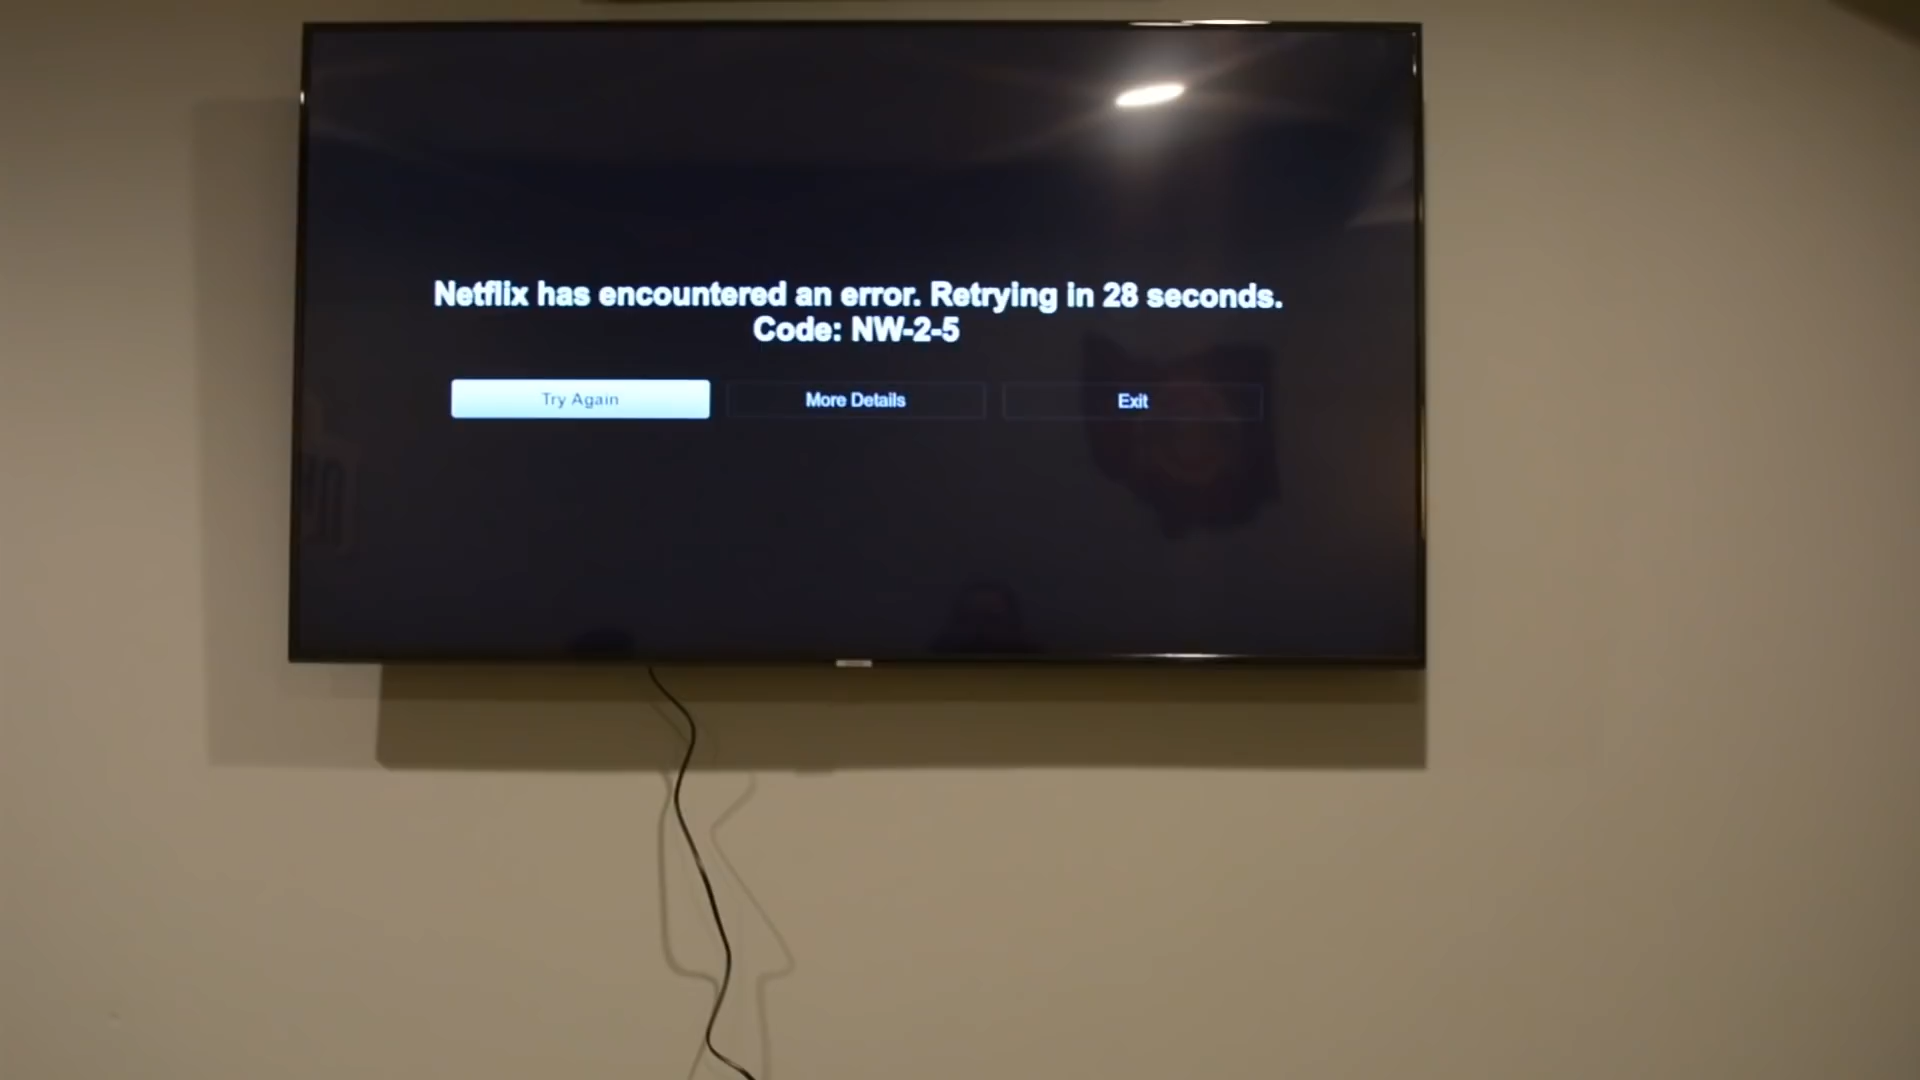 Netflix has encountered an error. Retrying in 28 seconds.
Code: NW-2-5
Try Again
More Details
Exit